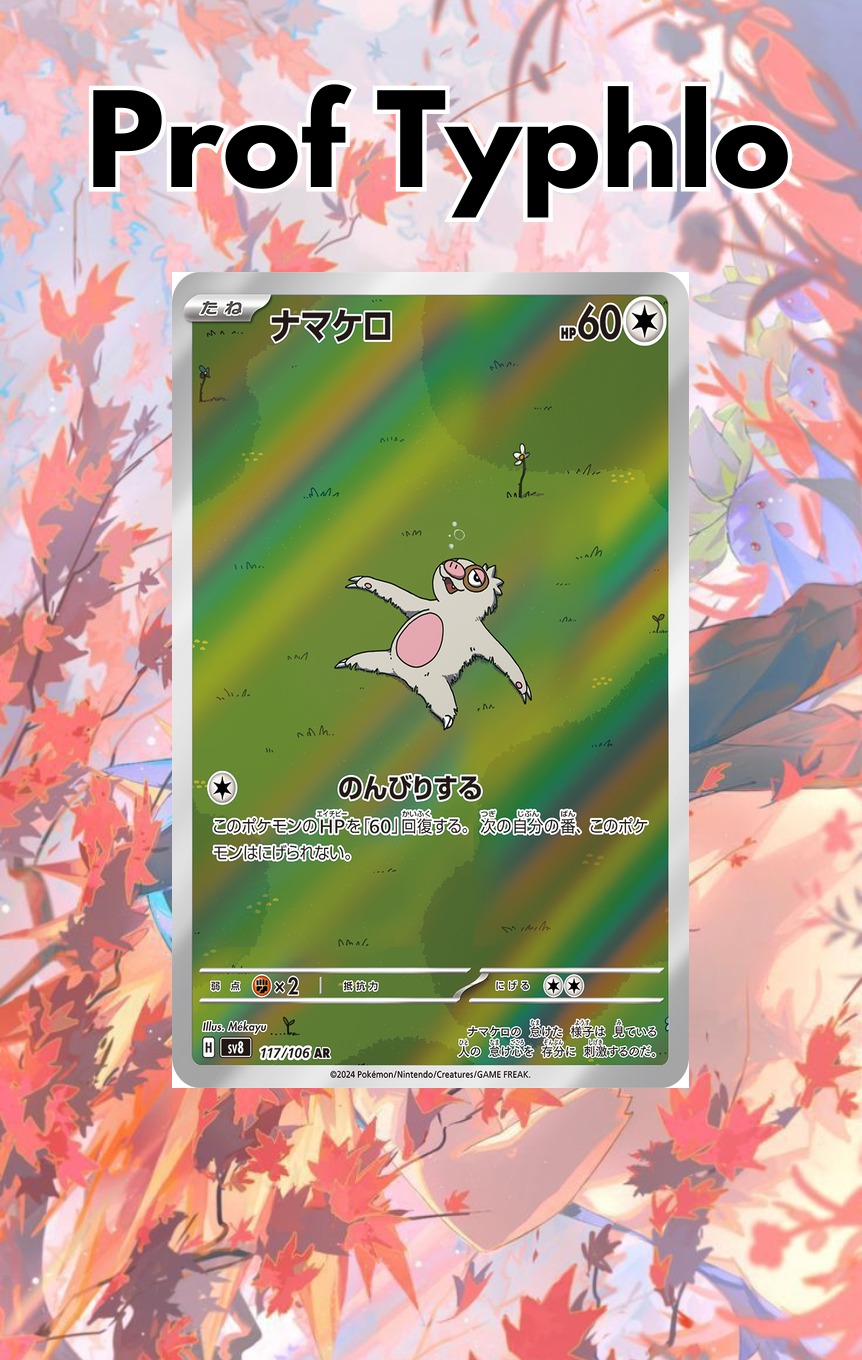 Prof Typhlo
たね ナマケロ HP 60
のんびりする
このポケモンのHPを「60」回復する。次の自分の番、このポケ
モンはにげられない。
弱点 ×2 抵抗力 にげる
Illus. Mékayu
H sv8 117/106 AR
ナマケロの 怠けた 様子は 見ている
人の 怠け心を 存分に 刺激するのだ。
©2024 Pokémon/Nintendo/Creatures/GAME FREAK.